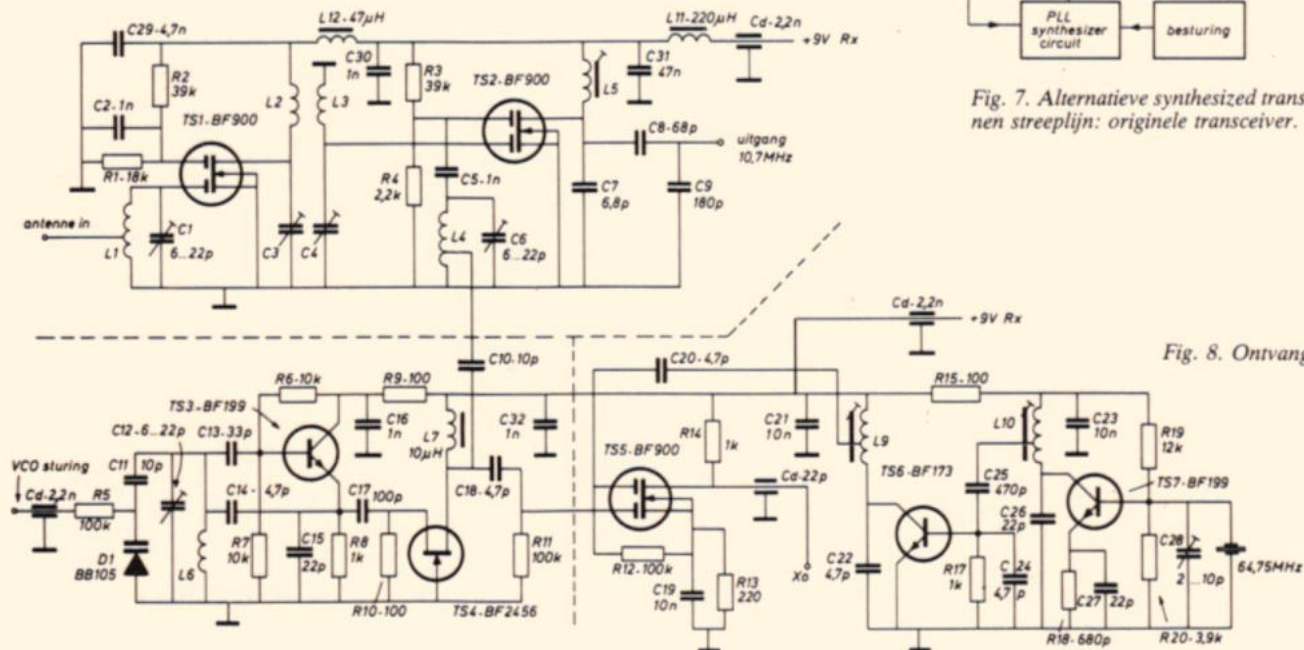 C29-4,7n
L12-47μH
L11-220μH
Cd-2,2n
+9V Rx
C30
1n
R3
39k
TS2-BF900
L5
C31
47n
R2
39k
C2-1n
TS1-BF900
L2
L3
R1-18k
C8-68p
uitgang
10,7MHz
R4
2,2k
C5-1n
C7
6,8p
C9
180p
antenne in
L1
C1
6...22p
C3
C4
L4
C6
6...22p
PLL
synthesizer
circuit
besturing
Fig. 7. Alternatieve synthesized trans
nen streeplijn: originele transceiver.
Cd-2,2n
+9V Rx
Fig. 8. Ontvang
C10-10p
C20-4,7p
R6-10k
R9-100
R15-100
TS3-BF199
C12-6...22p
C13-33p
C16
1n
L7
10μH
C32
1n
R14
1k
C21
10n
L9
L10
C23
10n
R19
12k
VCO sturing
C11
10p
TS5-BF900
TS6-BF173
C25
470p
TS7-BF199
Cd-2,2n
R5
100k
C14-4,7p
C17
100p
C18-4,7p
Cd-22p
C26
22p
D1
BB105
L6
R7
10k
C15
22p
R8
1k
R11
100k
R12-100k
C22
4,7p
R17
1k
C24
4,7p
C28
2...10p
64,75MHz
R10-100
TS4-BF2456
C19
10n
R13
220
Xo
C27
22p
R18-680p
R20-3,9k